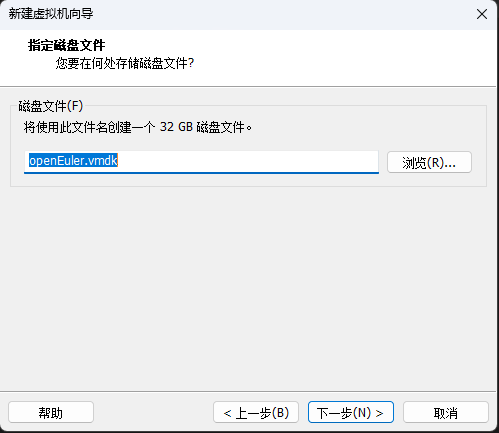 新建虚拟机向导
指定磁盘文件
您要在何处存储磁盘文件?
磁盘文件(F)
将使用此文件名创建一个 32 GB 磁盘文件。
openEuler.vmdk
浏览(R)...
帮助
< 上一步(B)
下一步(N) >
取消